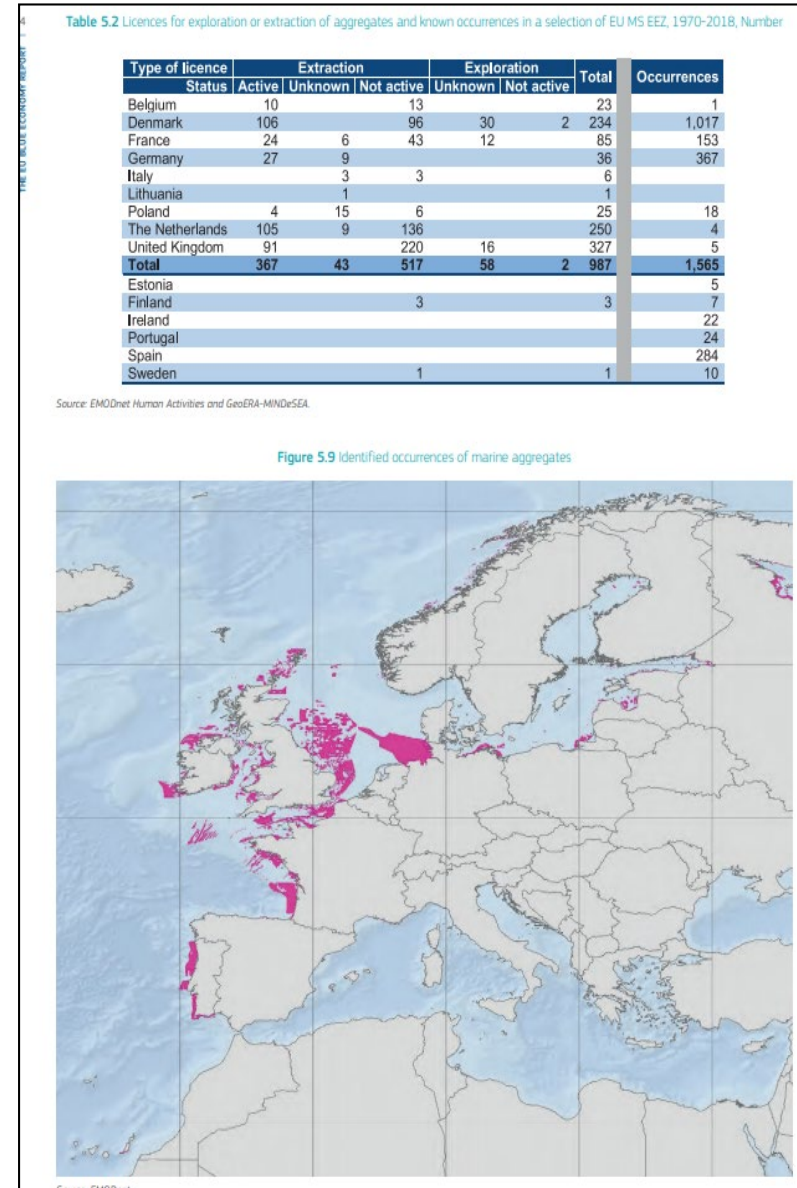 4
THE EU BLUE ECONOMY REPORT
Table 5.2 Licences for exploration or extraction of aggregates and known occurrences in a selection of EU MS EEZ, 1970-2018, Number
Type of licence Extraction Exploration Total Occurrences
Status Active Unknown Not active Unknown Not active
Belgium 10 13 23 1
Denmark 106 96 30 2 234 1,017
France 24 6 43 12 85 153
Germany 27 9 36 367
Italy 3 3 6
Lithuania 1 1
Poland 4 15 6 25 18
The Netherlands 105 9 136 250 4
United Kingdom 91 220 16 327 5
Total 367 43 517 58 2 987 1,565
Estonia 5
Finland 3 3 7
Ireland 22
Portugal 24
Spain 284
Sweden 1 1 10
Source: EMODnet Human Activities and GeoERA-MINDeSEA.
Figure 5.9 Identified occurrences of marine aggregates